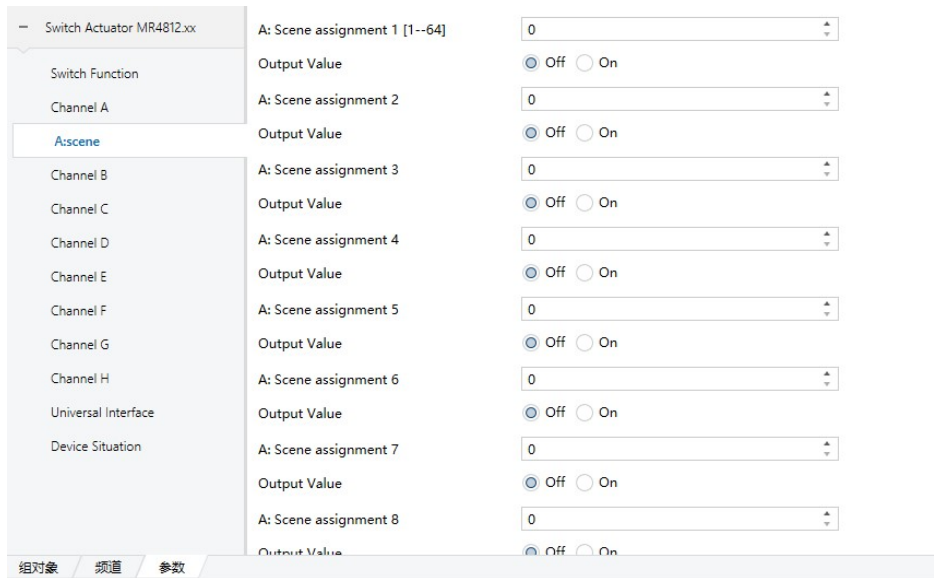 − Switch Actuator MR4812.xx
Switch Function
Channel A
A:scene
Channel B
Channel C
Channel D
Channel E
Channel F
Channel G
Channel H
Universal Interface
Device Situation
A: Scene assignment 1 [1--64] 0
Output Value Off On
A: Scene assignment 2 0
Output Value Off On
A: Scene assignment 3 0
Output Value Off On
A: Scene assignment 4 0
Output Value Off On
A: Scene assignment 5 0
Output Value Off On
A: Scene assignment 6 0
Output Value Off On
A: Scene assignment 7 0
Output Value Off On
A: Scene assignment 8 0
Output Value Off On
组对象 频道 参数